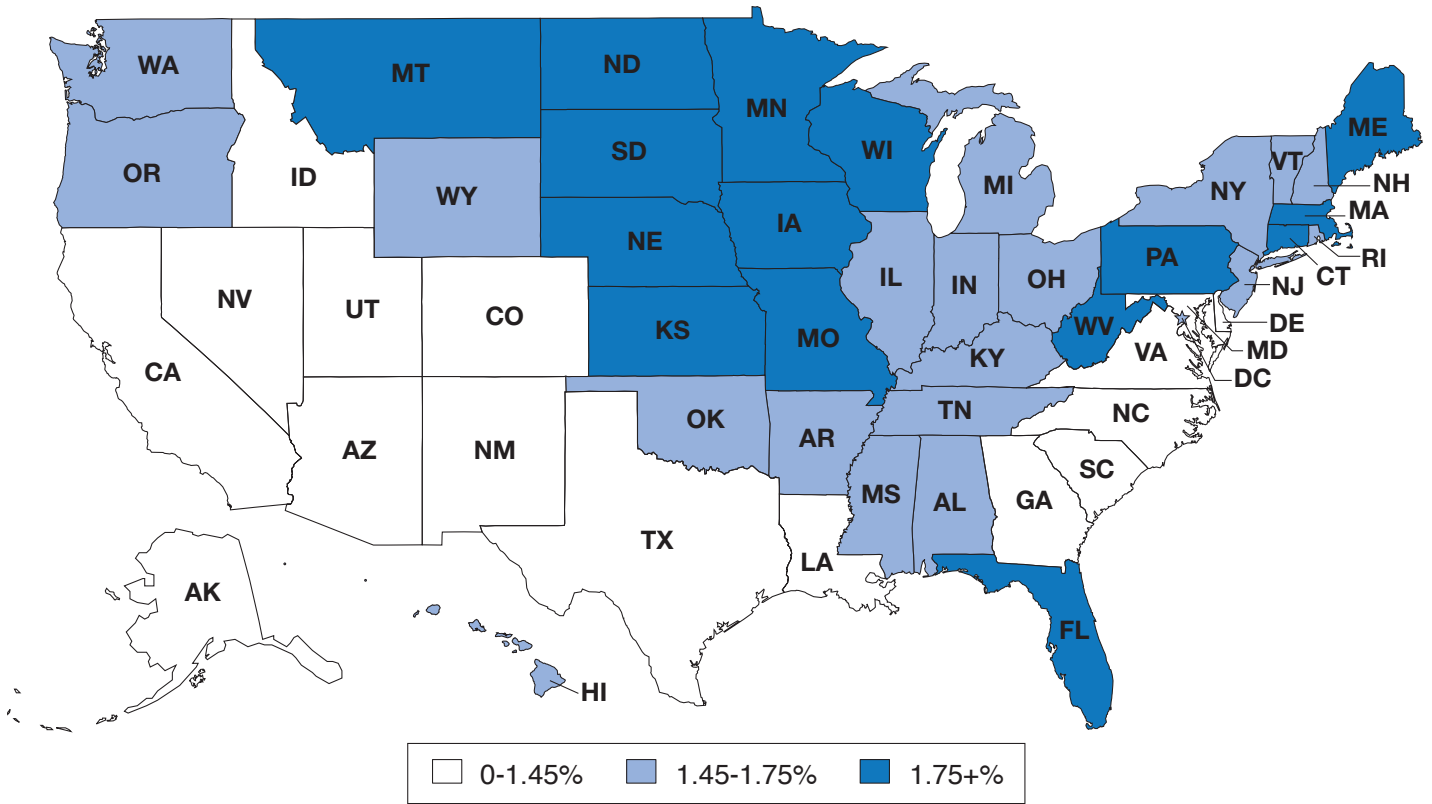 WA
MT
ND
MN
OR
ID
WY
SD
WI
MI
NY
VT
ME
NH
MA
RI
CT
NE
IA
PA
NJ
NV
UT
CO
KS
MO
IL
IN
OH
WV
DE
MD
DC
VA
KY
CA
AZ
NM
OK
AR
TN
NC
SC
TX
LA
MS
AL
GA
FL
AK
HI
0-1.45%
1.45-1.75%
1.75+%